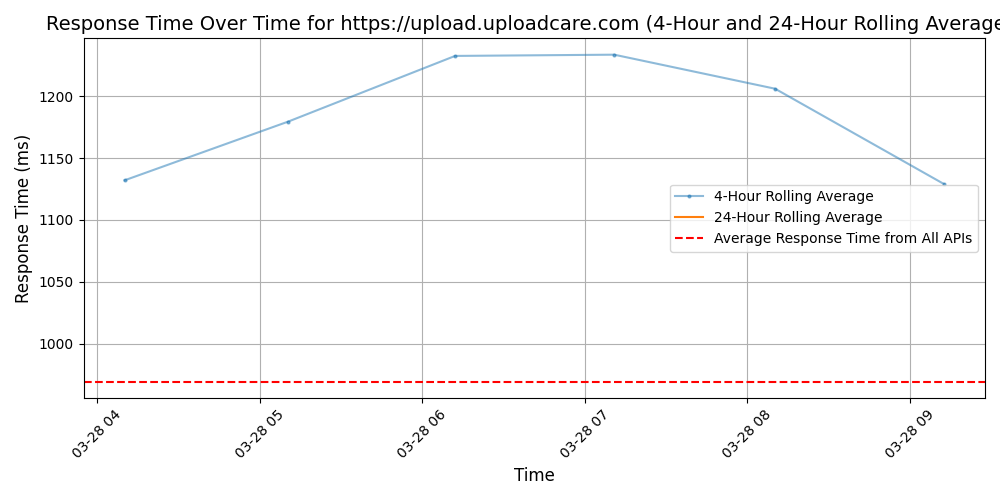 Response Time Over Time for https://upload.uploadcare.com (4-Hour and 24-Hour Rolling Average
Response Time (ms)
1200
1150
1100
1050
1000
4-Hour Rolling Average
24-Hour Rolling Average
Average Response Time from All APIs
03-28 04
03-28 05
03-28 06
03-28 07
03-28 08
03-28 09
Time